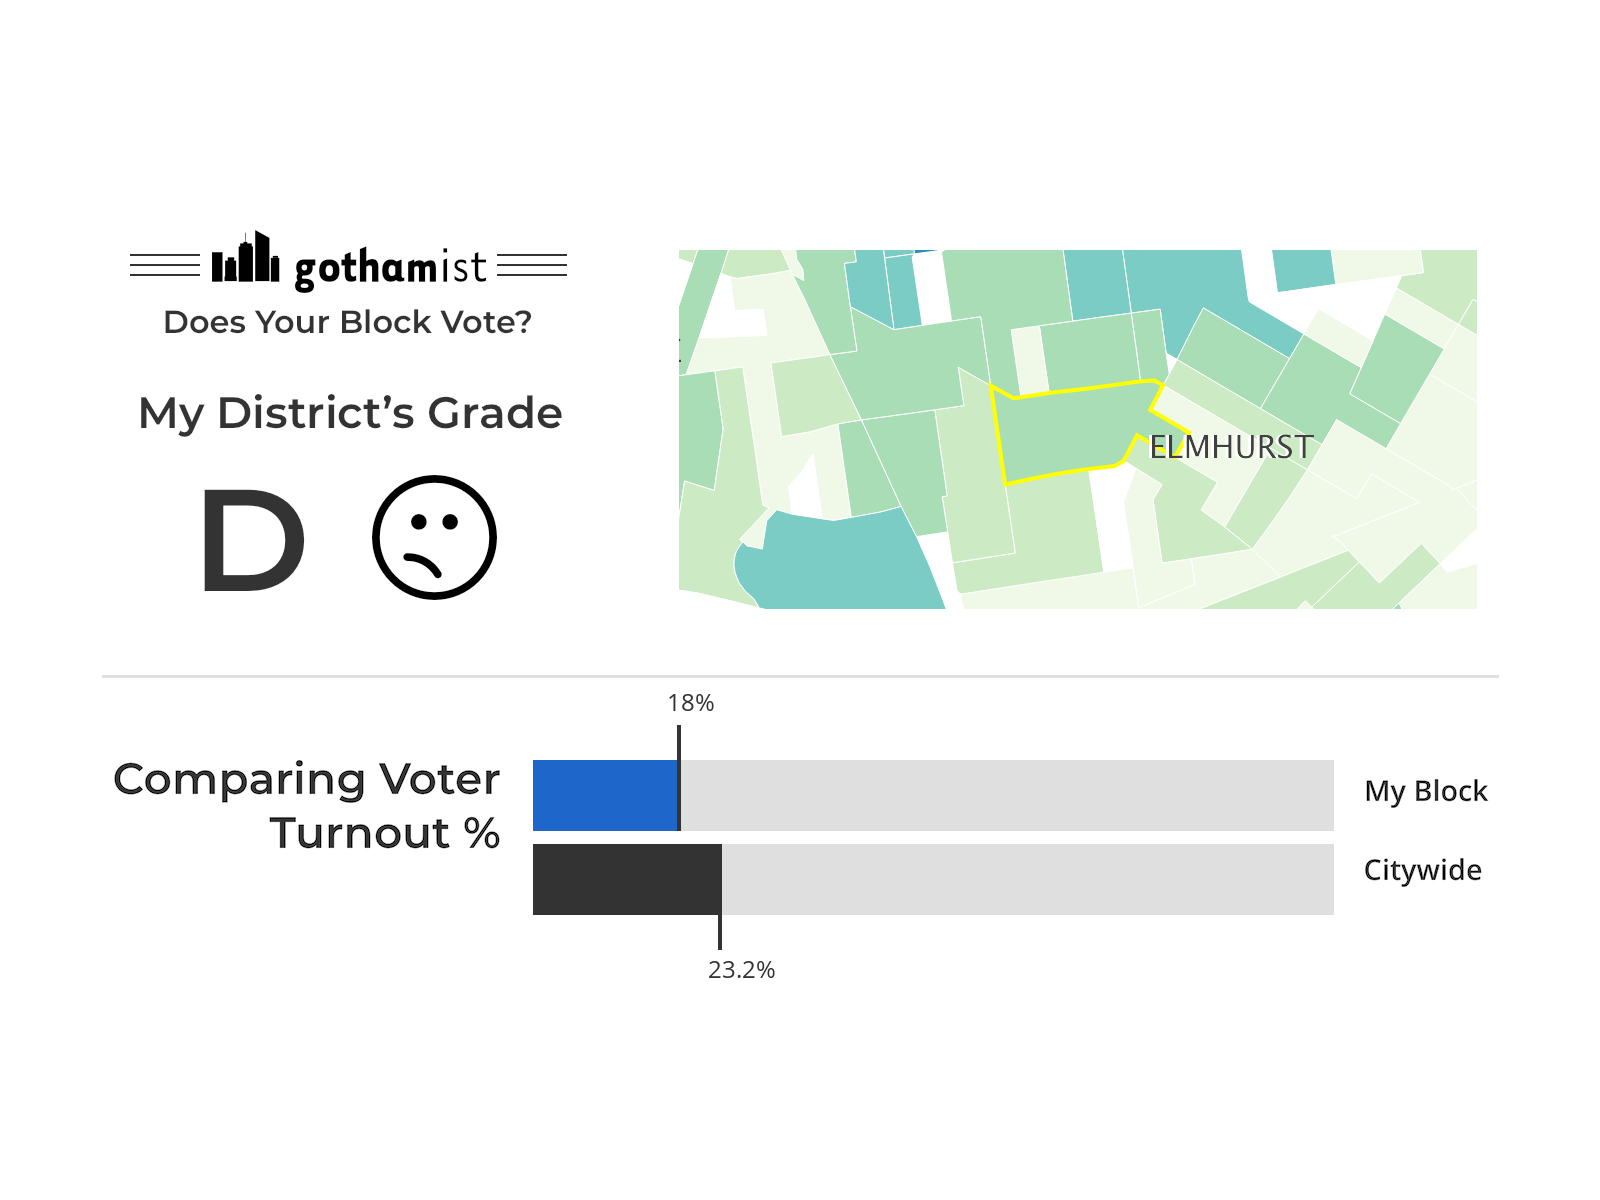 gothamist
Does Your Block Vote?
My District’s Grade
D
ELMHURST
18%
Comparing Voter
Turnout %
My Block
Citywide
23.2%